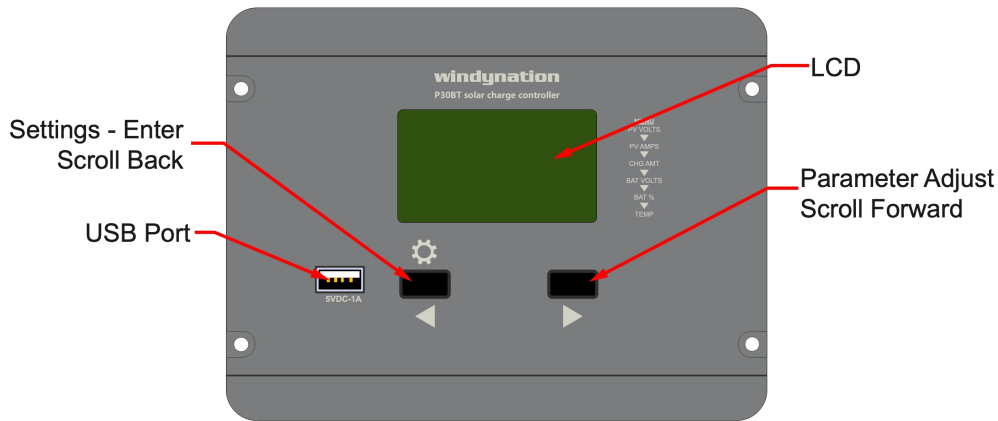 windynation
P30BT solar charge controller
LCD
MENU
PV VOLTS
PV AMPS
CHG AMT
BAT VOLTS
BAT %
TEMP
Settings - Enter
Scroll Back
Parameter Adjust
Scroll Forward
USB Port
5VDC-1A